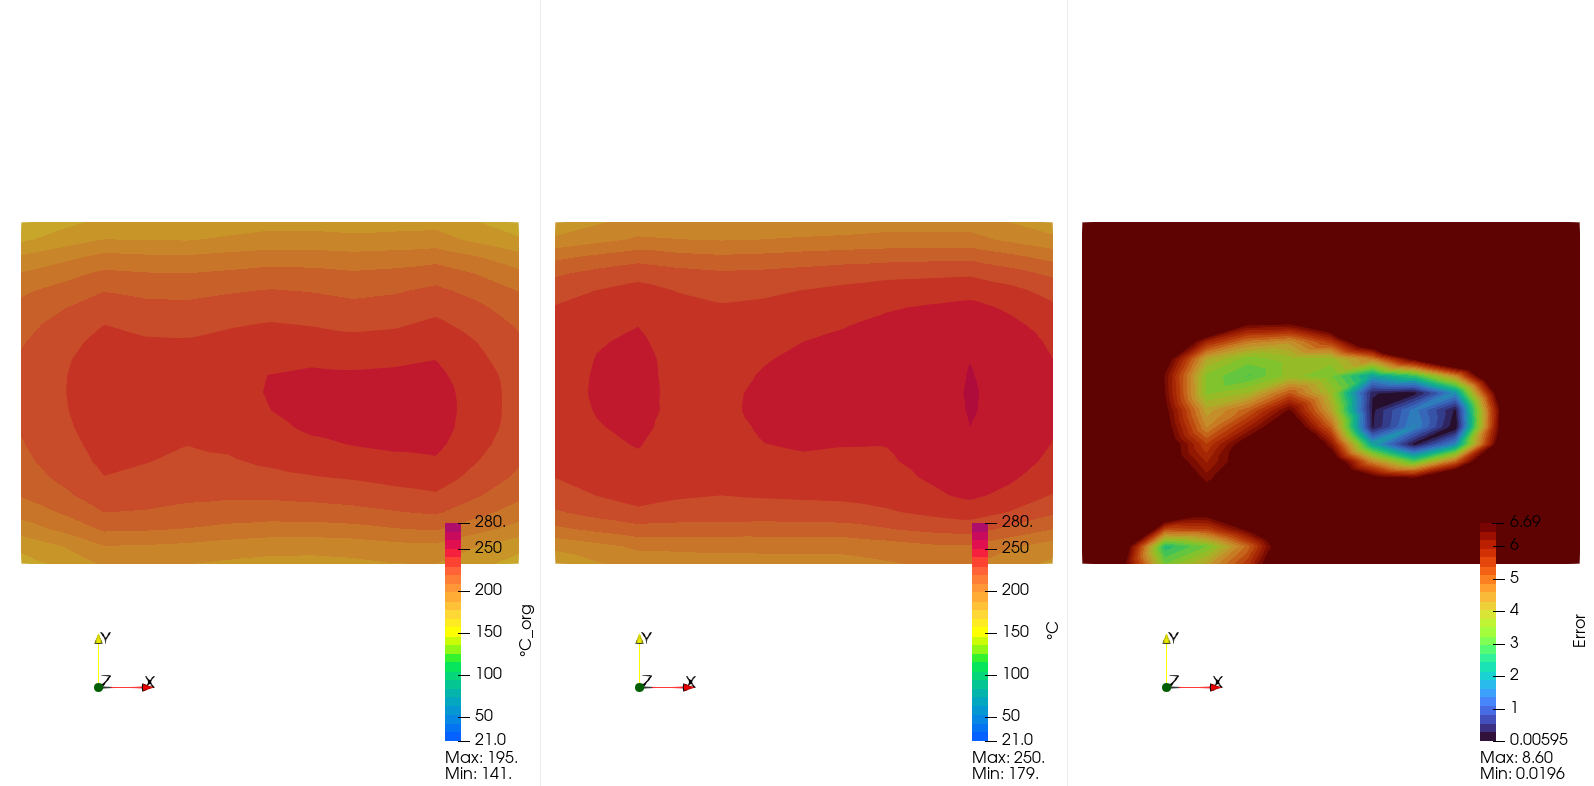 280.
250
200
150
100
50
21.0
°C_org
Max: 195.
Min: 141.
Y
Z
X
280.
250
200
150
100
50
21.0
°C
Max: 250.
Min: 179.
Y
Z
X
6.69
6
5
4
3
2
1
0.00595
Error
Max: 8.60
Min: 0.0196
Y
Z
X